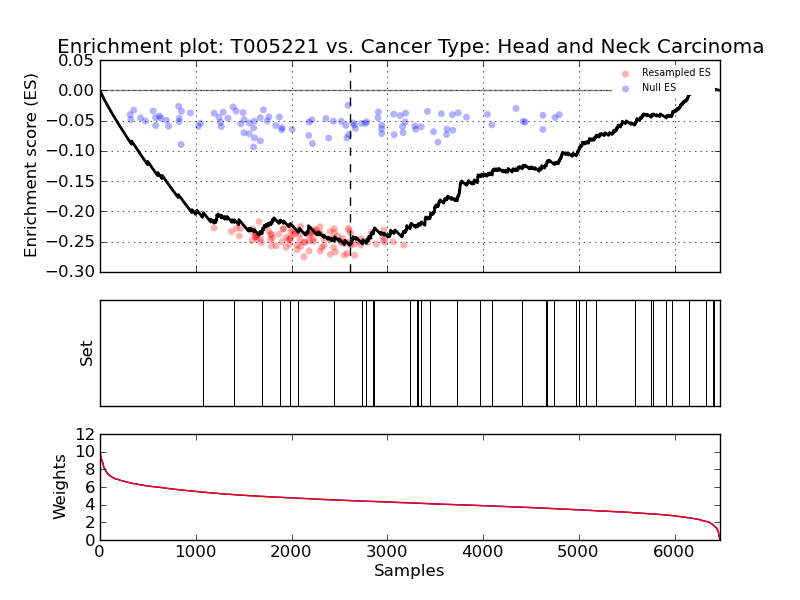 Enrichment plot: T005221 vs. Cancer Type: Head and Neck Carcinoma
Enrichment score (ES)
0.05
0.00
−0.05
−0.10
−0.15
−0.20
−0.25
−0.30
Resampled ES
Null ES
Set
Weights
12
10
8
6
4
2
0
0 1000 2000 3000 4000 5000 6000
Samples